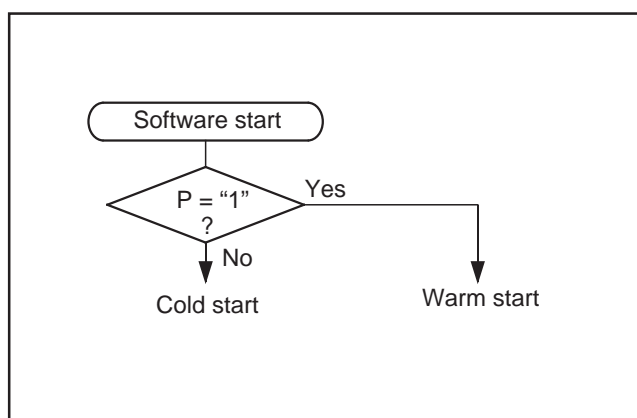 Software start
P = “1”
?
Yes
No
Cold start
Warm start